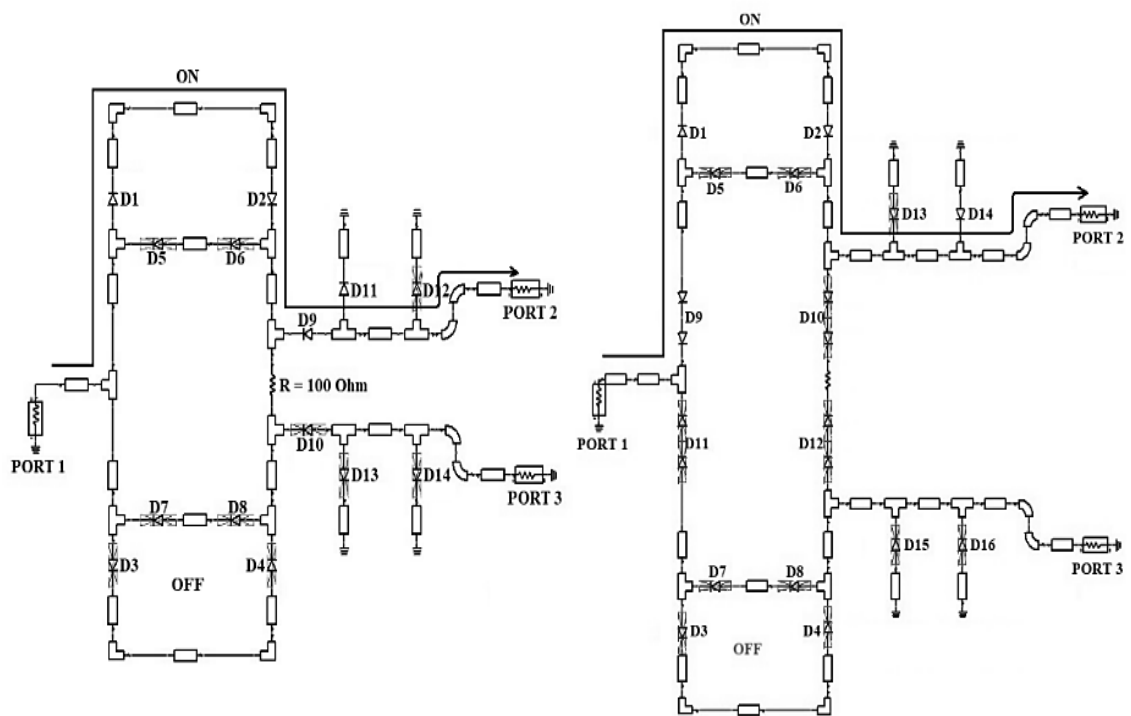 ON
D1
D2
D5
D6
D11
D12
D9
PORT 2
R = 100 Ohm
PORT 1
D10
D13
D14
PORT 3
D7
D8
D3
D4
OFF
ON
D1
D2
D5
D6
D13
D14
PORT 2
D9
D10
PORT 1
D11
D12
D15
D16
PORT 3
D7
D8
D3
D4
OFF